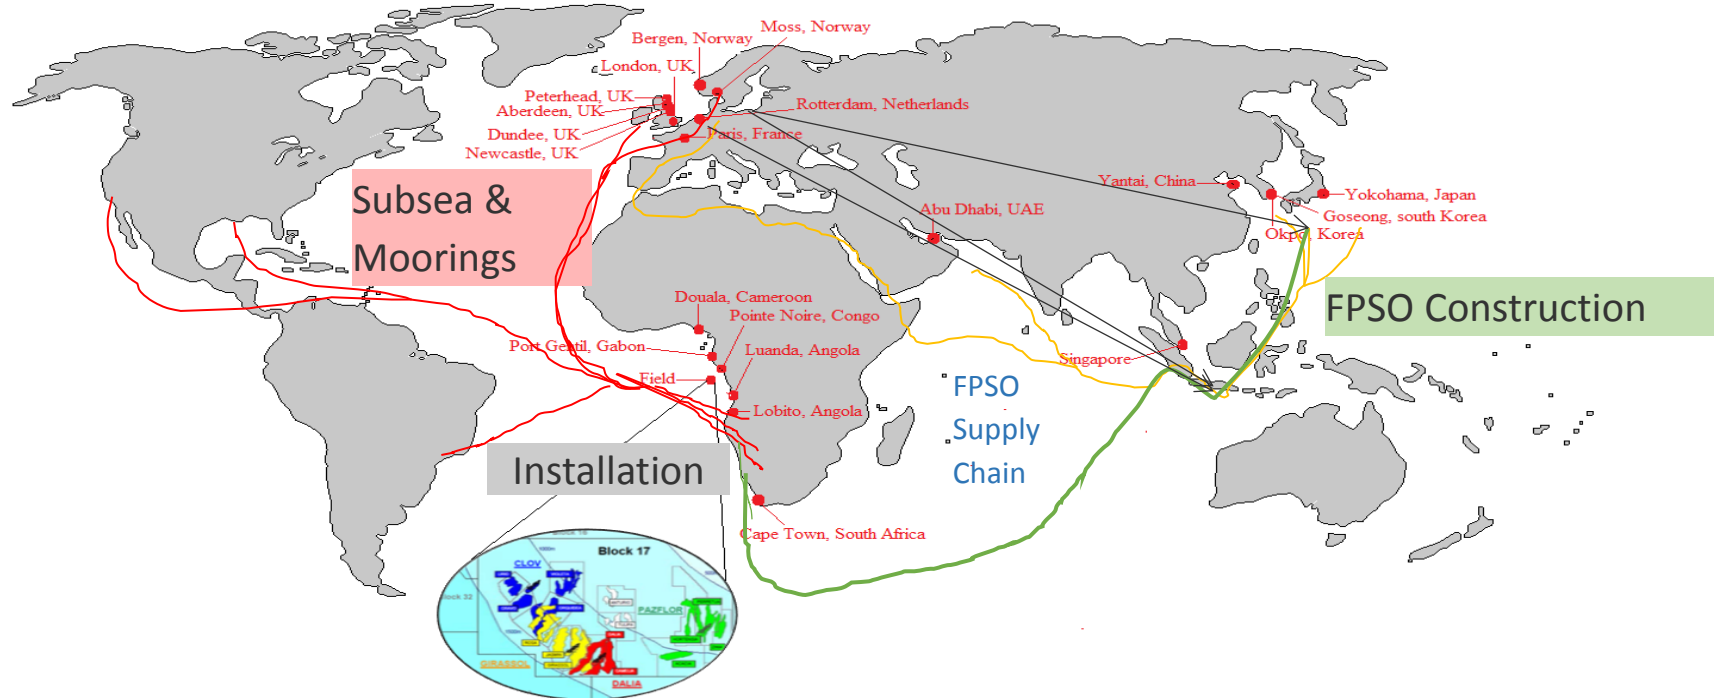 Moss, Norway
Bergen, Norway
London, UK
Peterhead, UK
Aberdeen, UK
Rotterdam, Netherlands
Dundee, UK
Paris, France
Newcastle, UK
Subsea &
Moorings
Yantai, China
Yokohama, Japan
Abu Dhabi, UAE
Goseong, south Korea
Okpo, Korea
Douala, Cameroon
Pointe Noire, Congo
FPSO Construction
Port Gentil, Gabon
Luanda, Angola
Singapore
Field
FPSO
Supply
Chain
Lobito, Angola
Installation
Cape Town, South Africa
Block 17
CLOV
Block 32
PAZFLOR
GIRASSOL
DALIA